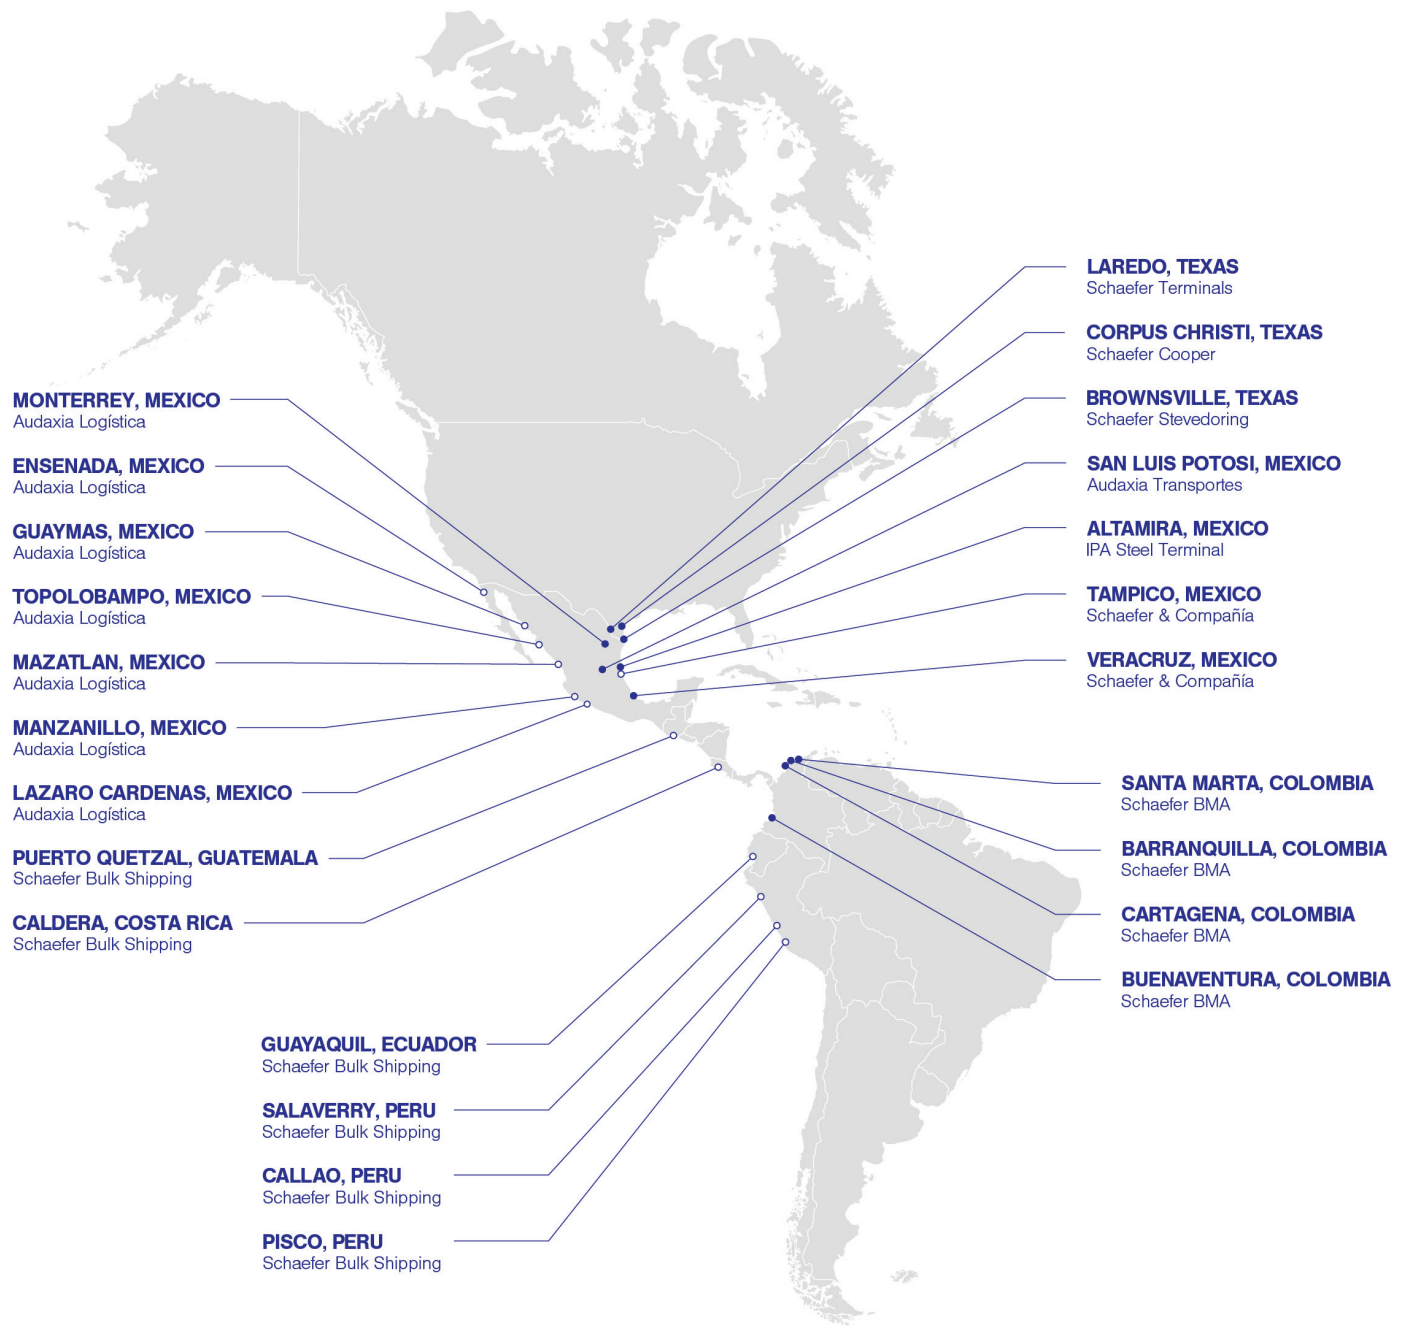 MONTERREY, MEXICO
Audaxia Logística
ENSENADA, MEXICO
Audaxia Logística
GUAYMAS, MEXICO
Audaxia Logística
TOPOLOBAMPO, MEXICO
Audaxia Logística
MAZATLAN, MEXICO
Audaxia Logística
MANZANILLO, MEXICO
Audaxia Logística
LAZARO CARDENAS, MEXICO
Audaxia Logística
PUERTO QUETZAL, GUATEMALA
Schaefer Bulk Shipping
CALDERA, COSTA RICA
Schaefer Bulk Shipping
GUAYAQUIL, ECUADOR
Schaefer Bulk Shipping
SALAVERRY, PERU
Schaefer Bulk Shipping
CALLAO, PERU
Schaefer Bulk Shipping
PISCO, PERU
Schaefer Bulk Shipping
LAREDO, TEXAS
Schaefer Terminals
CORPUS CHRISTI, TEXAS
Schaefer Cooper
BROWNSVILLE, TEXAS
Schaefer Stevedoring
SAN LUIS POTOSI, MEXICO
Audaxia Transportes
ALTAMIRA, MEXICO
IPA Steel Terminal
TAMPICO, MEXICO
Schaefer & Compañía
VERACRUZ, MEXICO
Schaefer & Compañía
SANTA MARTA, COLOMBIA
Schaefer BMA
BARRANQUILLA, COLOMBIA
Schaefer BMA
CARTAGENA, COLOMBIA
Schaefer BMA
BUENAVENTURA, COLOMBIA
Schaefer BMA